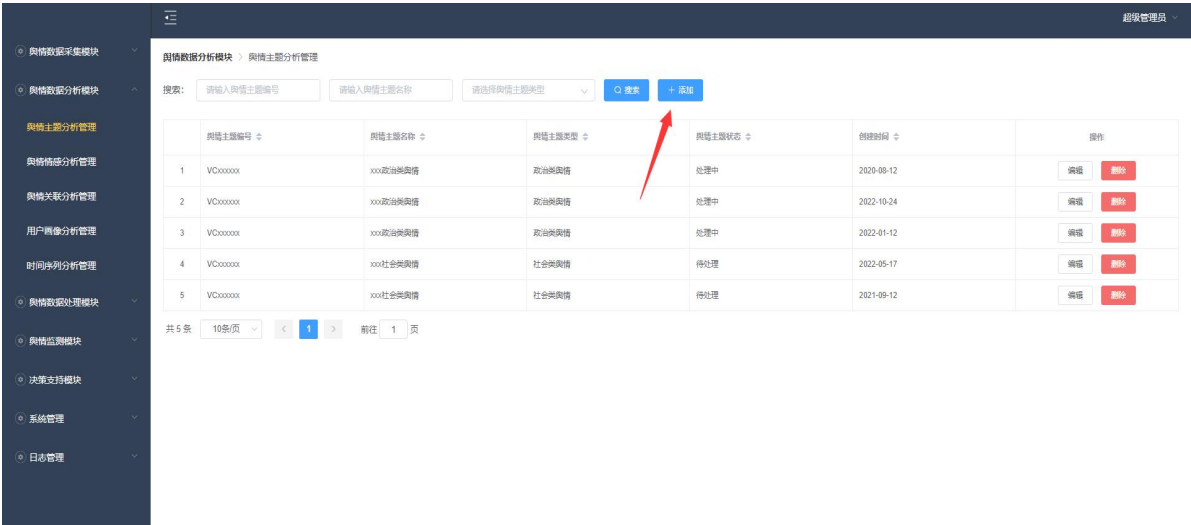 超级管理员
舆情数据采集模块
舆情数据分析模块
舆情主题分析管理
舆情情感分析管理
舆情关联分析管理
用户画像分析管理
时间序列分析管理
舆情数据处理模块
舆情监测模块
决策支持模块
系统管理
日志管理
舆情数据分析模块 > 舆情主题分析管理
搜索: 请输入舆情主题编号 请输入舆情主题名称 请选择舆情主题类型 搜索 + 添加
舆情主题编号 舆情主题名称 舆情主题类型 舆情主题状态 创建时间 操作
1 VCxxxxxx xxx政治类舆情 政治类舆情 处理中 2020-08-12 编辑 删除
2 VCxxxxxx xxx政治类舆情 政治类舆情 处理中 2022-10-24 编辑 删除
3 VCxxxxxx xxx政治类舆情 政治类舆情 处理中 2022-01-12 编辑 删除
4 VCxxxxxx xxx社会类舆情 社会类舆情 待处理 2022-05-17 编辑 删除
5 VCxxxxxx xxx社会类舆情 社会类舆情 待处理 2021-09-12 编辑 删除
共 5 条 10条/页 < 1 > 前往 1 页